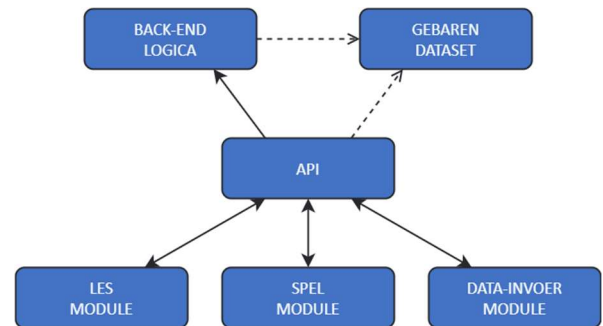 BACK-END
LOGICA
GEBAREN
DATASET
API
LES
MODULE
SPEL
MODULE
DATA-INVOER
MODULE